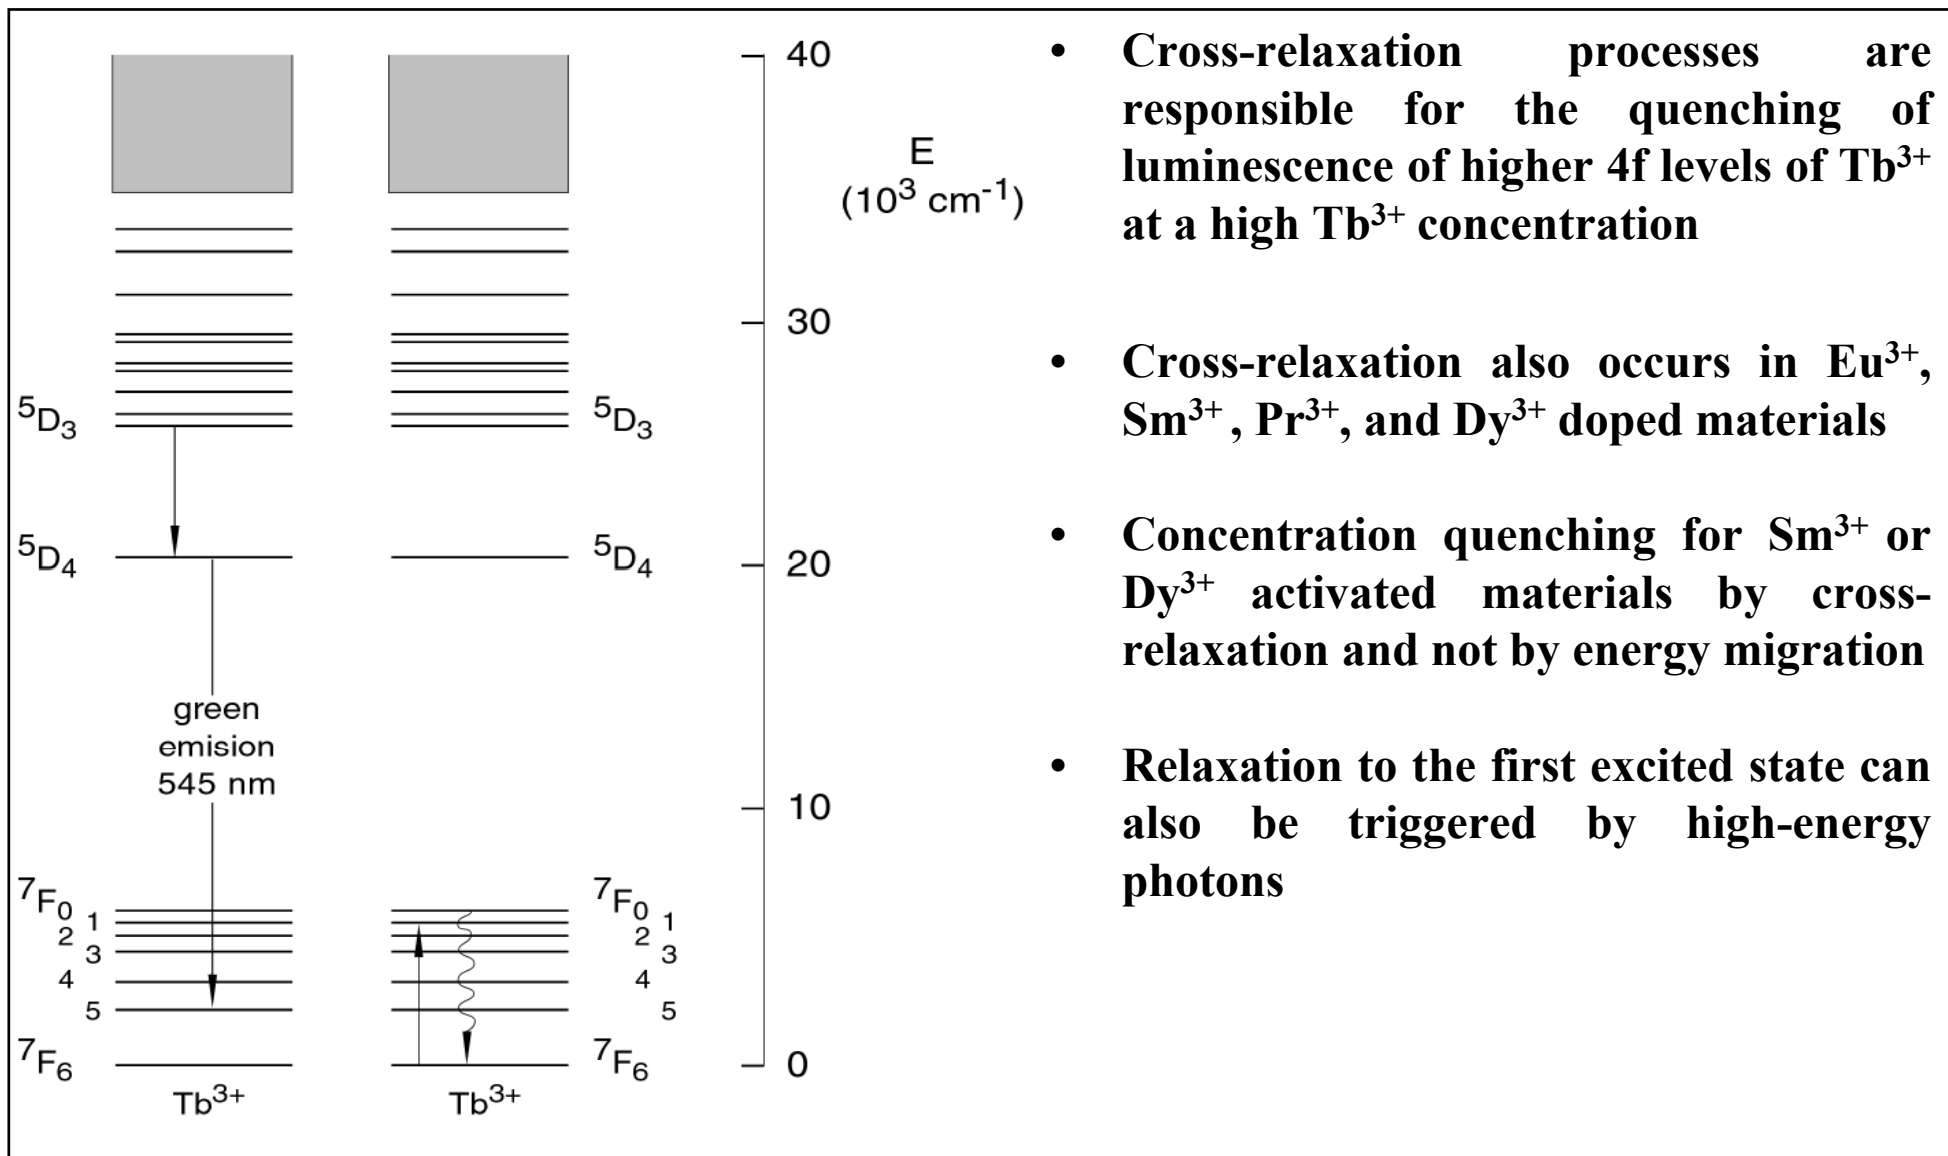 40
E
(10³ cm⁻¹)
30
⁵D₃
⁵D₃
⁵D₄
⁵D₄
20
green
emision
545 nm
10
⁷F₀ 1
2
3
4
5
⁷F₆
⁷F₀ 1
2
3
4
5
⁷F₆
0
Tb³⁺
Tb³⁺
• Cross-relaxation processes are
responsible for the quenching of
luminescence of higher 4f levels of Tb³⁺
at a high Tb³⁺ concentration
• Cross-relaxation also occurs in Eu³⁺,
Sm³⁺ , Pr³⁺, and Dy³⁺ doped materials
• Concentration quenching for Sm³⁺ or
Dy³⁺ activated materials by cross-
relaxation and not by energy migration
• Relaxation to the first excited state can
also be triggered by high-energy
photons